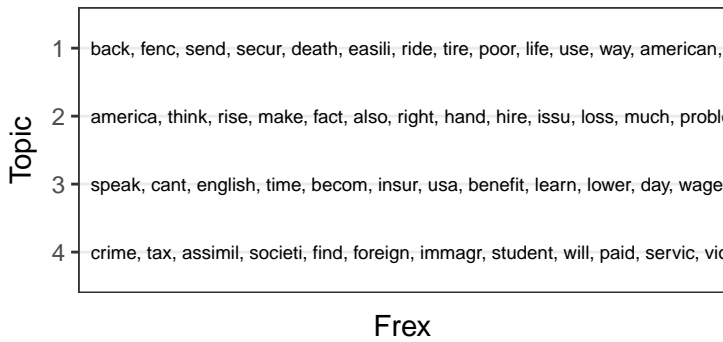 1 back, fenc, send, secur, death, easili, ride, tire, poor, life, use, way, american,
2 america, think, rise, make, fact, also, right, hand, hire, issu, loss, much,
3 speak, cant, english, time, becom, insur, usa, benefit, learn, lower, day, wage
4 crime, tax, assimil, societi, find, foreign, immagr, student, will, paid, servic,
Topic
Frex